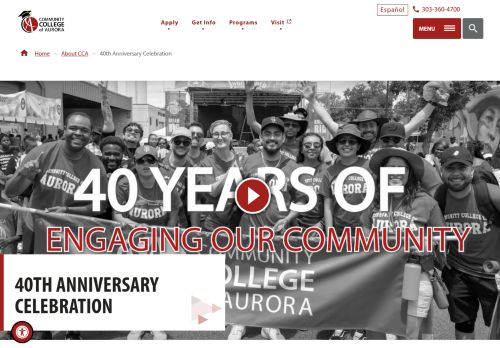 Español
303-360-4700
COMMUNITY
COLLEGE
of AURORA
Apply
Get Info
Programs
Visit
MENU
Home
About CCA
40th Anniversary Celebration
40 YEARS OF
ENGAGING OUR COMMUNITY
COMMUNITY
COLLEGE
of AURORA
AURORA
AURORA
40TH ANNIVERSARY
CELEBRATION